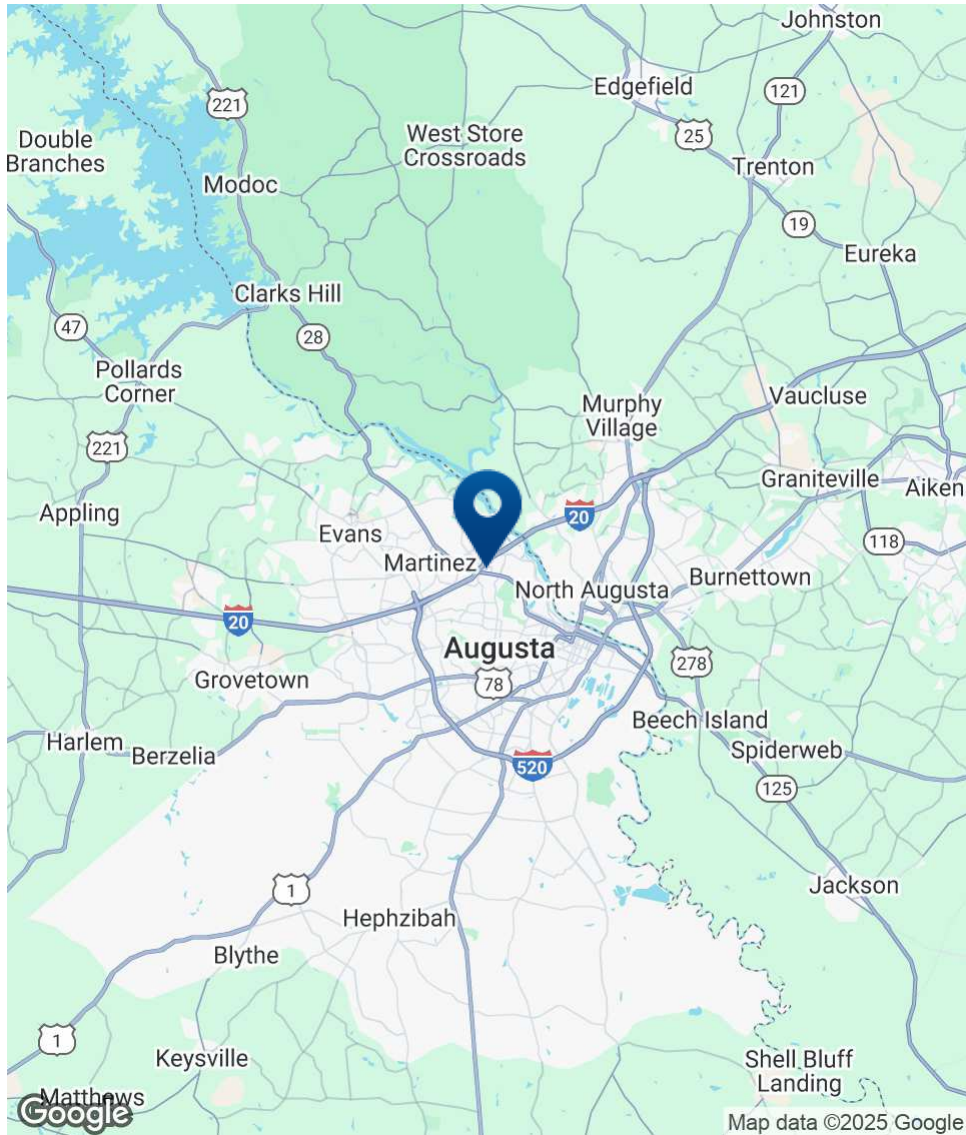 Johnston
Edgefield
121
221
25
West Store
Crossroads
Double
Branches
Trenton
Modoc
19
Eureka
Clarks Hill
47
28
Pollards
Corner
Vaucluse
Murphy
Village
221
Graniteville
Aiken
Appling
20
Evans
118
Martinez
Burnettown
North Augusta
20
Augusta
278
Grovetown
78
Beech Island
Harlem
Berzelia
Spiderweb
520
125
1
Jackson
Hephzibah
Blythe
1
Keysville
Shell Bluff
Landing
Matthews
Google
Map data ©2025 Google